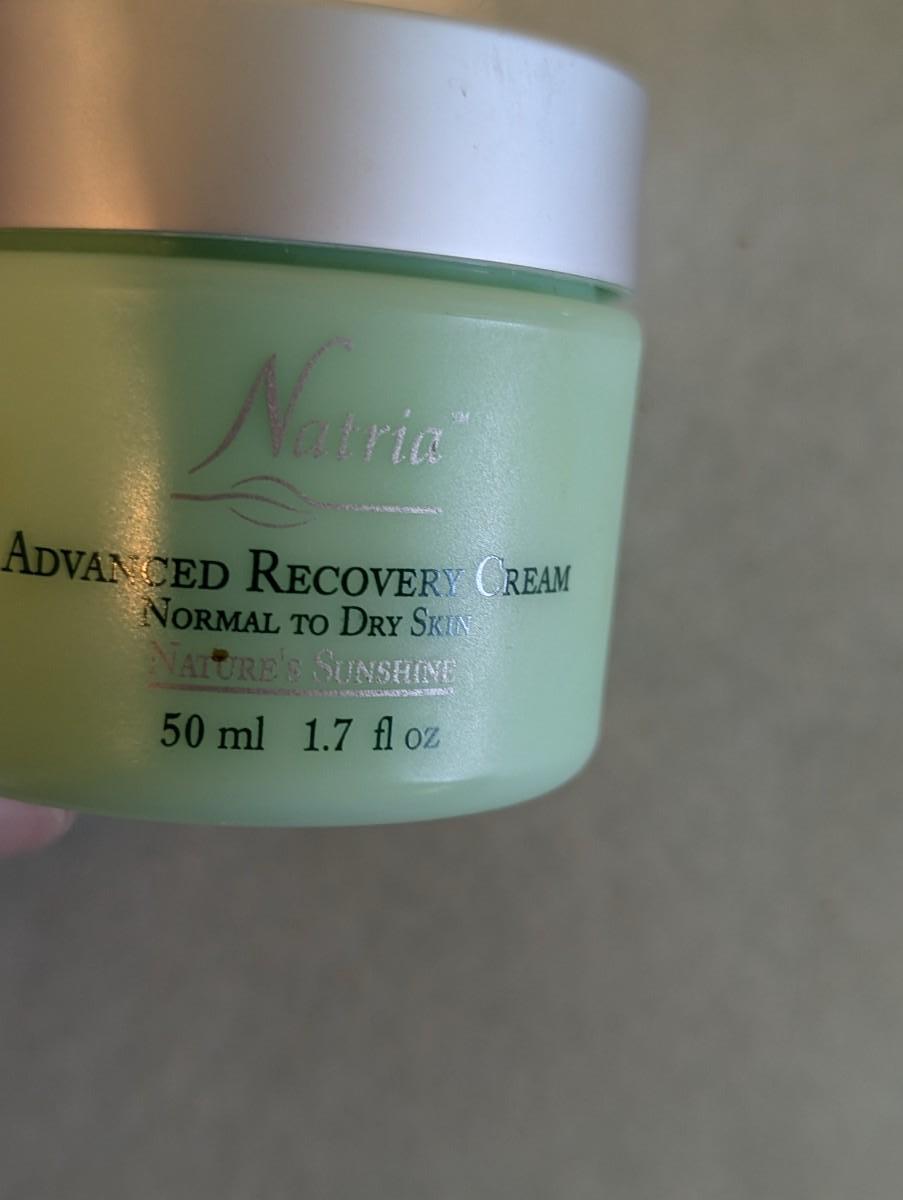 Natria™
ADVANCED RECOVERY CREAM
NORMAL TO DRY SKIN
NATURE'S SUNSHINE
50 ml 1.7 fl oz